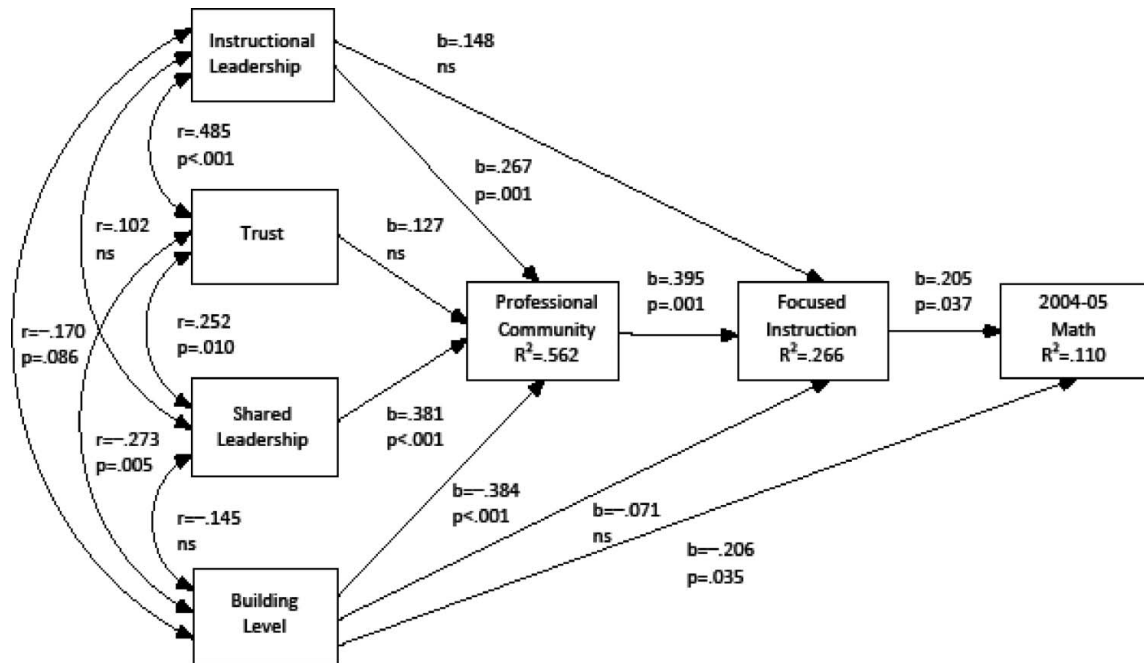 Instructional
Leadership
b=.148
ns
r=.485
p<.001
b=.267
p=.001
r=.102
ns
Trust
b=.127
ns
Professional
Community
R²=.562
b=.395
p=.001
Focused
Instruction
R²=.266
b=.205
p=.037
2004-05
Math
R²=.110
r=−.170
p=.086
r=.252
p=.010
Shared
Leadership
b=.381
p<.001
r=−.273
p=.005
r=−.145
ns
b=−.384
p<.001
b=−.071
ns
b=−.206
p=.035
Building
Level